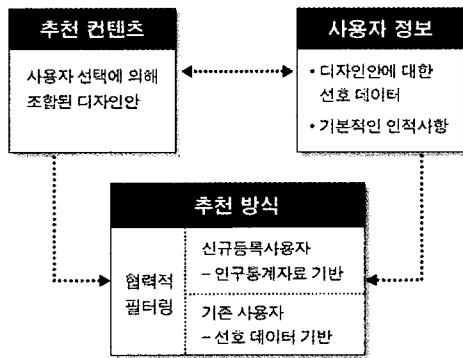 추천 컨텐츠
사용자 선택에 의해
조합된 디자인안
사용자 정보
• 디자인안에 대한
선호 데이터
• 기본적인 인적사항
추천 방식
협력적
필터링
신규등록사용자
– 인구통계자료 기반
기존 사용자
– 선호 데이터 기반